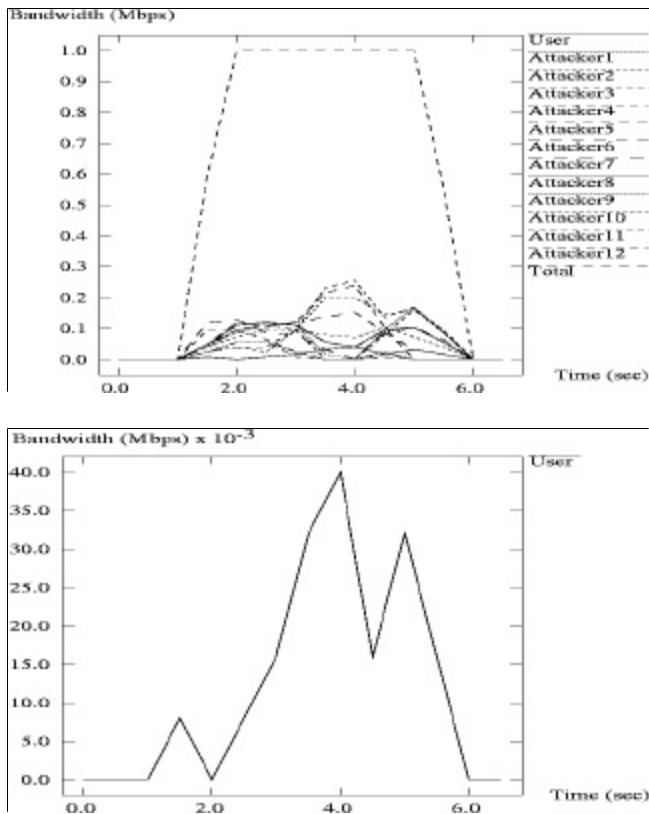 Bandwidth (Mbps)
1.0
0.9
0.8
0.7
0.6
0.5
0.4
0.3
0.2
0.1
0.0
0.0 2.0 4.0 6.0
Time (sec)
User
Attacker1
Attacker2
Attacker3
Attacker4
Attacker5
Attacker6
Attacker7
Attacker8
Attacker9
Attacker10
Attacker11
Attacker12
Total
Bandwidth (Mbps) x 10-3
User
40.0
35.0
30.0
25.0
20.0
15.0
10.0
5.0
0.0
0.0 2.0 4.0 6.0
Time (sec)